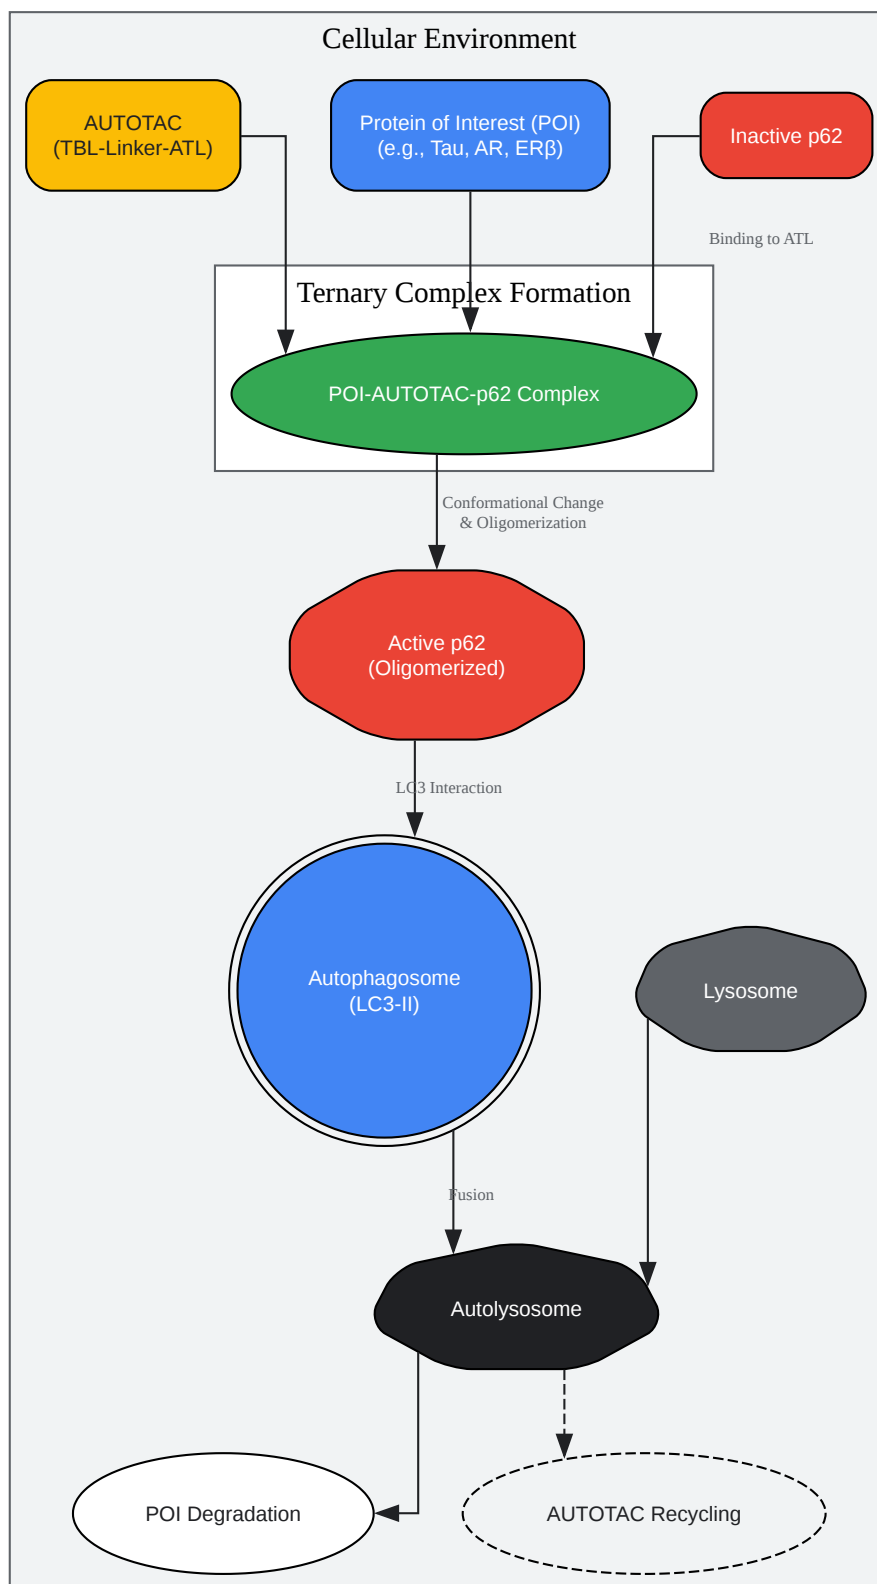 Cellular Environment
AUTOTAC
(TBL-Linker-ATL)
Protein of Interest (POI)
(e.g., Tau, AR, ERβ)
Inactive p62
Binding to ATL
Ternary Complex Formation
POI-AUTOTAC-p62 Complex
Conformational Change
& Oligomerization
Active p62
(Oligomerized)
LC3 Interaction
Autophagosome
(LC3-II)
Lysosome
Fusion
Autolysosome
POI Degradation
AUTOTAC Recycling